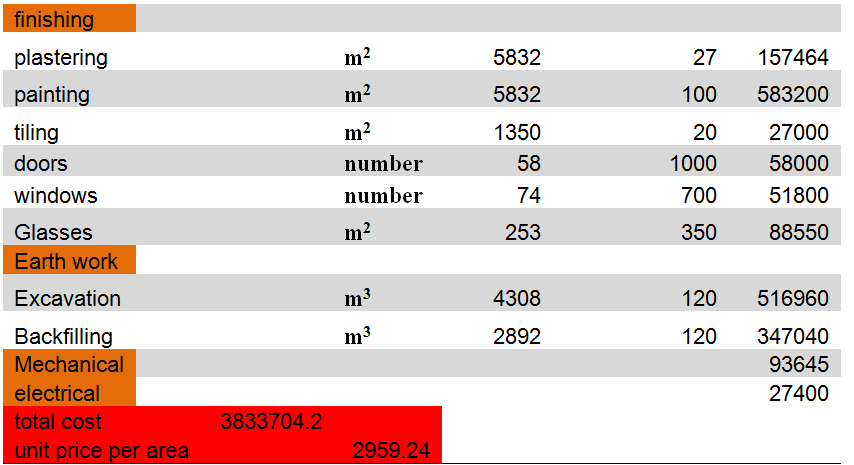 finishing
plastering m² 5832 27 157464
painting m² 5832 100 583200
tiling m² 1350 20 27000
doors number 58 1000 58000
windows number 74 700 51800
Glasses m² 253 350 88550
Earth work
Excavation m³ 4308 120 516960
Backfilling m³ 2892 120 347040
Mechanical 93645
electrical 27400
total cost 3833704.2
unit price per area 2959.24